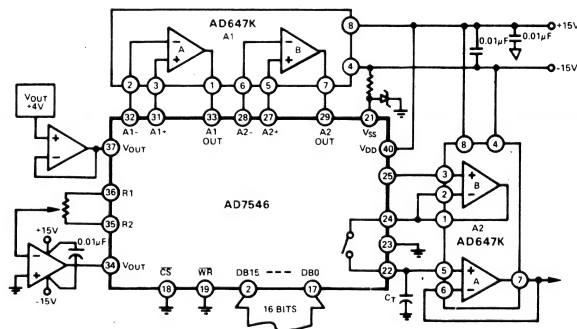 AD647K
A1
8
+15V
0.01µF
0.01µF
A
B
4
-15V
2
3
1
6
5
7
32
31
33
28
27
29
21
A1-
A1+
A1
OUT
A2-
A2+
A2
OUT
VSS
VOUT
+4V
37
VOUT
VDD
40
8
4
25
3
B
2
36
R1
AD7546
24
1
A2
35
R2
23
AD647K
+15V
0.01µF
34
VOUT
22
5
A
7
6
-15V
CS
WR
DB15 ---- DB0
CT
18
19
2
17
16 BITS